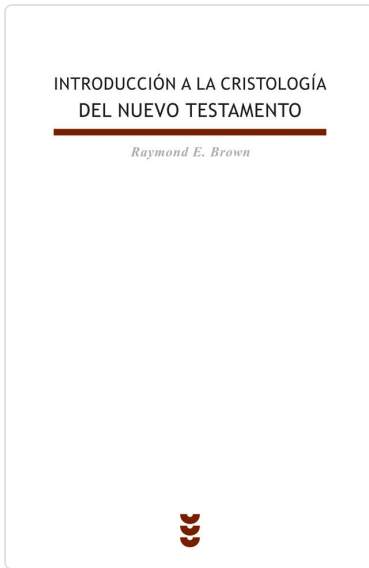 INTRODUCCIÓN A LA CRISTOLOGÍA
DEL NUEVO TESTAMENTO
Raymond E. Brown